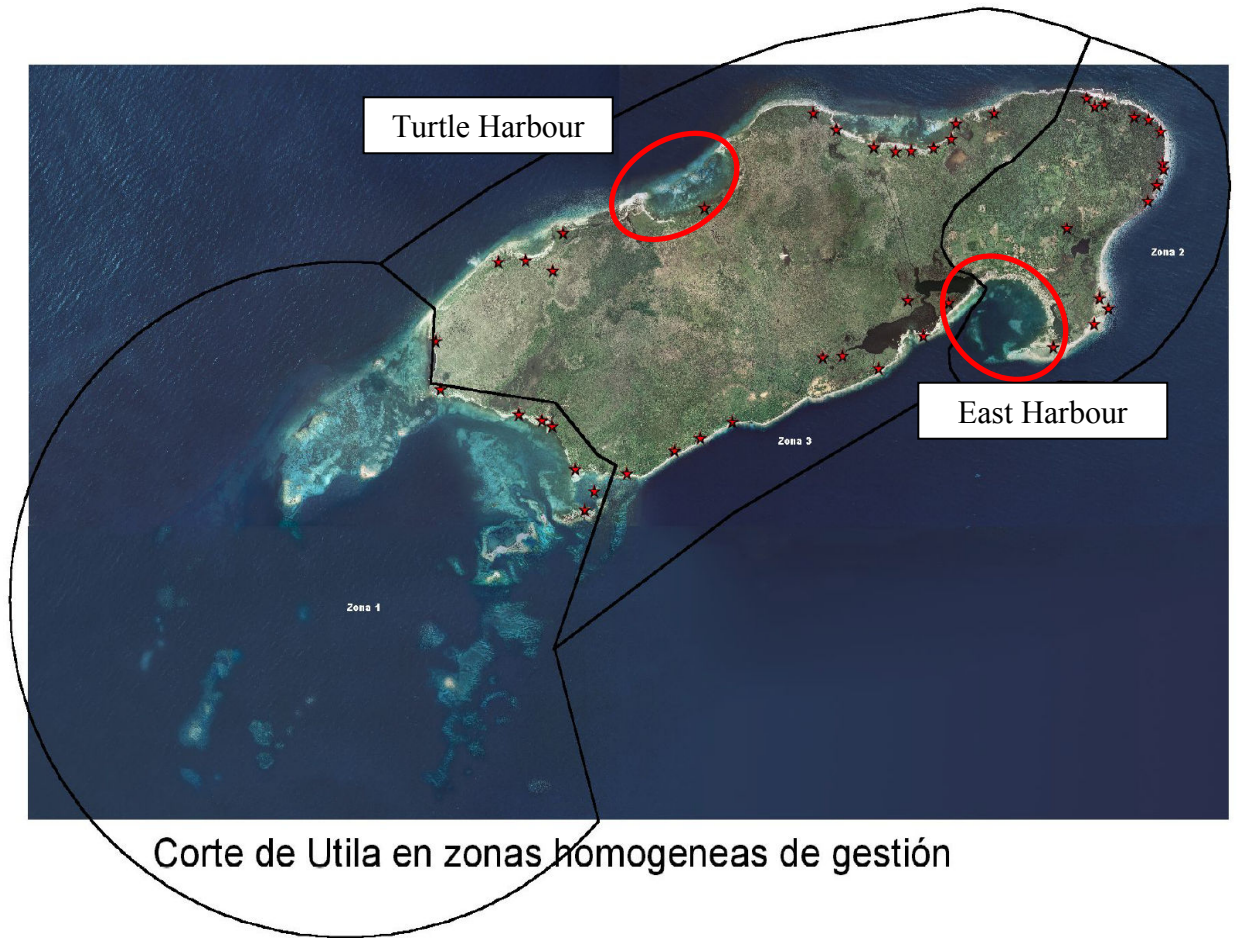 Turtle Harbour
Zona 2
East Harbour
Zona 3
Zona 1
Corte de Utila en zonas homogeneas de gestión